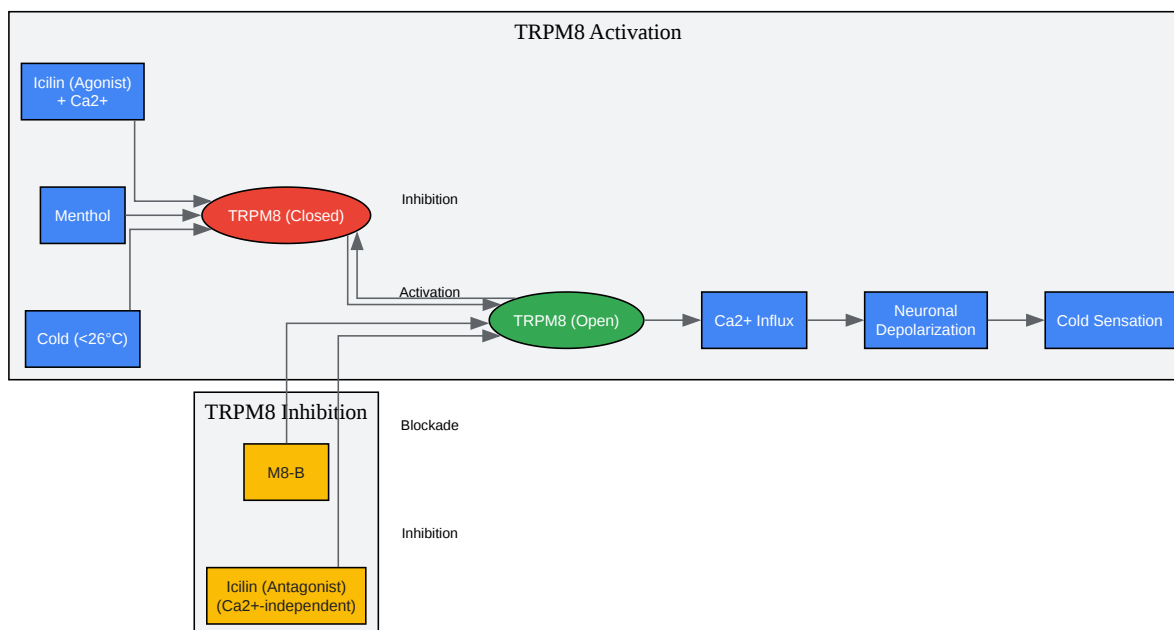 TRPM8 Activation
Icilin (Agonist)
+ Ca2+
Menthol
TRPM8 (Closed)
Inhibition
Cold (<26°C)
Activation
TRPM8 (Open)
Ca2+ Influx
Neuronal
Depolarization
Cold Sensation
TRPM8 Inhibition
Blockade
M8-B
Inhibition
Icilin (Antagonist)
(Ca2+-independent)